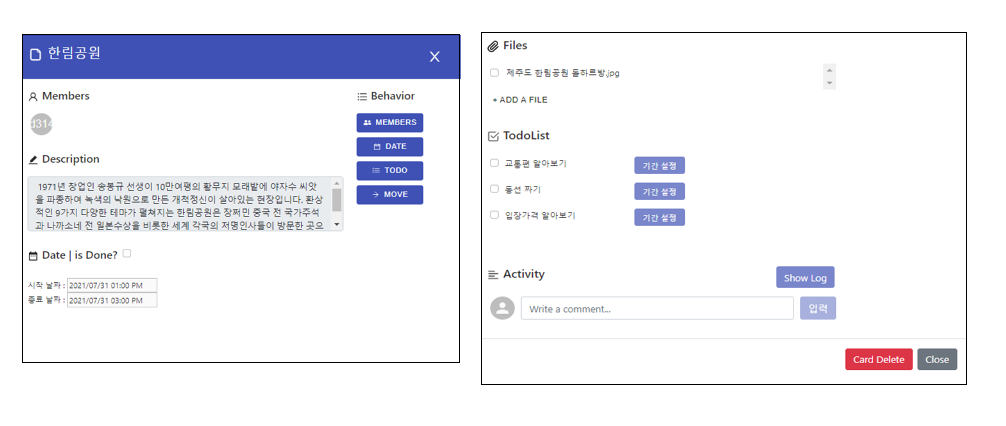 한림공원
X
Members
Behavior
d314
MEMBERS
DATE
TODO
MOVE
Description
1971년 창업인 송봉규 선생이 10만여평의 황무지 모래밭에 야자수 씨앗
을 파종하여 녹색의 낙원으로 만든 개척정신이 살아있는 현장입니다. 환상
적인 9가지 다양한 테마가 펼쳐지는 한림공원은 장쩌민 중국 전 국가주석
과 나까소네 전 일본수상을 비롯한 세계 각국의 저명인사들이 방문한 곳으
Date | is Done?
시작 날짜 : 2021/07/31 01:00 PM
종료 날짜 : 2021/07/31 03:00 PM
Files
제주도 한림공원 돌하르방.jpg
+ ADD A FILE
TodoList
교통편 알아보기 기간 설정
동선 짜기 기간 설정
입장가격 알아보기 기간 설정
Activity
Show Log
Write a comment...
입력
Card Delete
Close